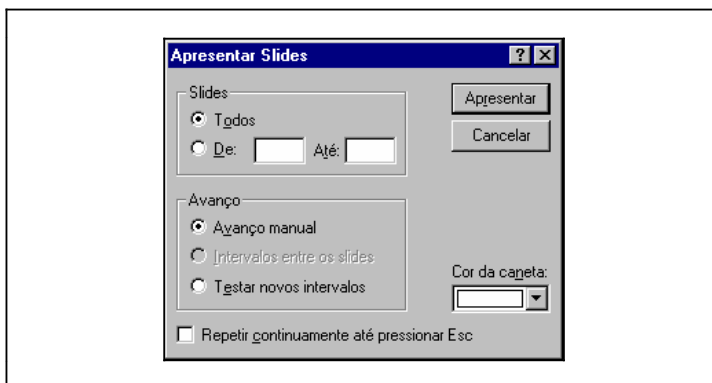 Apresentar Slides
Slides
Todos
De: Até:
Apresentar
Cancelar
Avanço
Avanço manual
Intervalos entre os slides
Testar novos intervalos
Cor da caneta:
Repetir continuamente até pressionar Esc